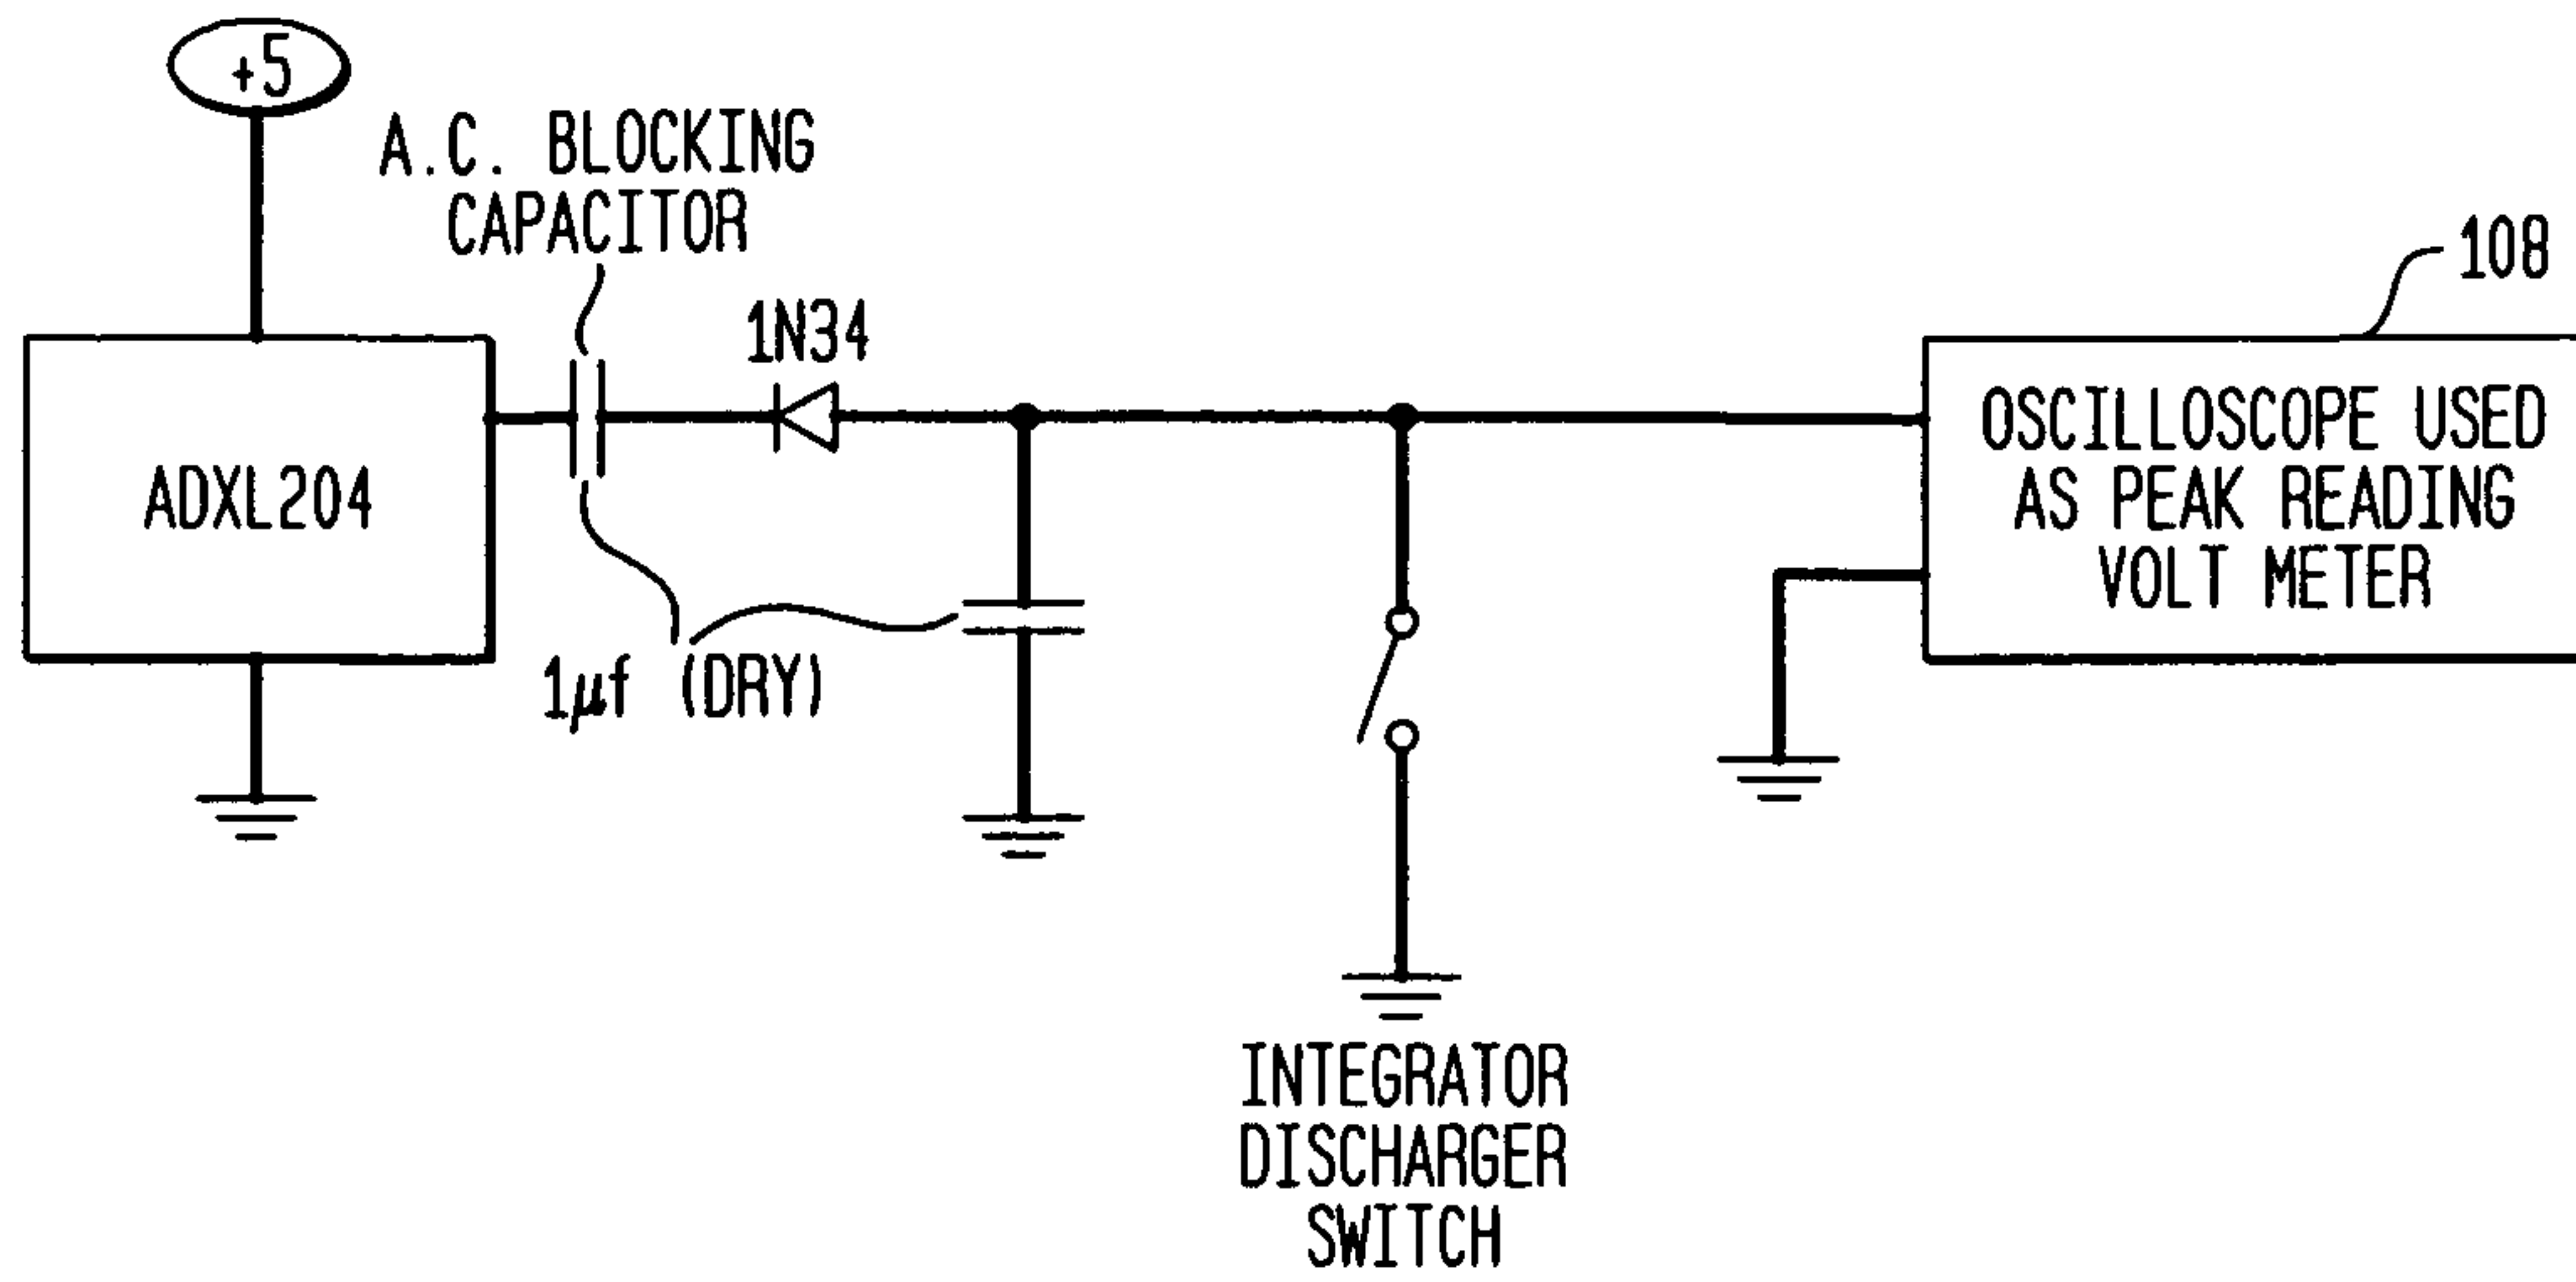 +5
A.C. BLOCKING
CAPACITOR
108
1N34
ADXL204
OSCILLOSCOPE USED
AS PEAK READING
VOLT METER
1µf (DRY)
INTEGRATOR
DISCHARGER
SWITCH